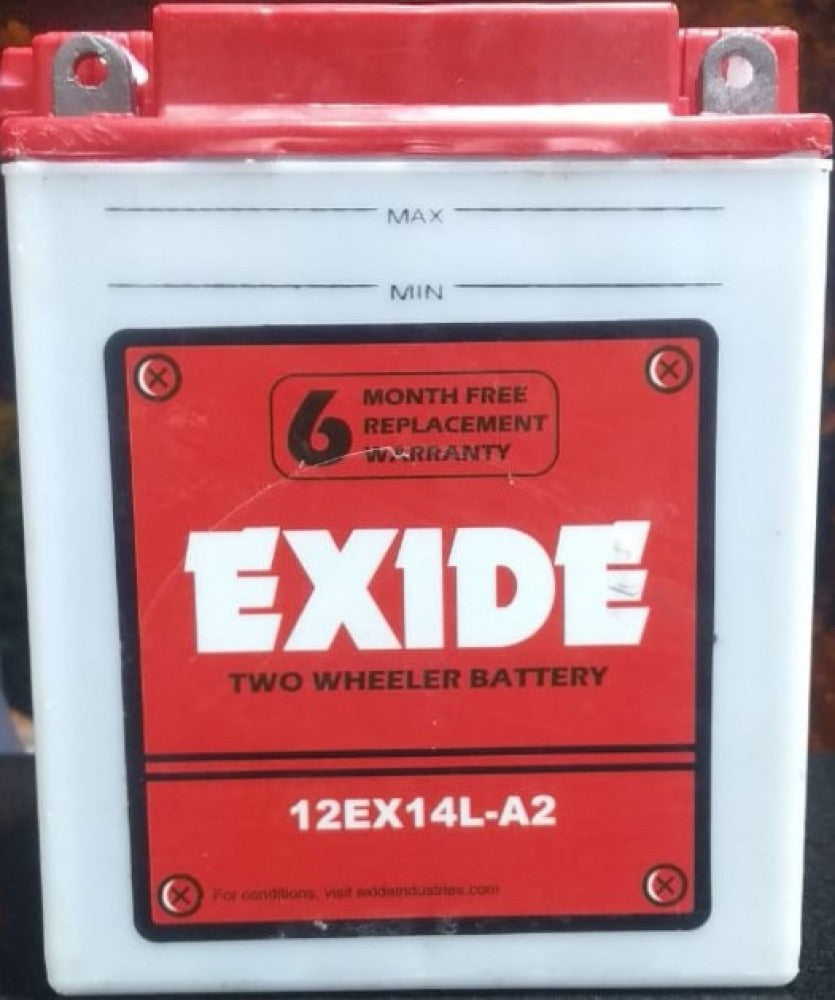 MAX
MIN
6 MONTH FREE
REPLACEMENT
WARRANTY
EXIDE
TWO WHEELER BATTERY
12EX14L-A2
For conditions, visit exideindustries.com